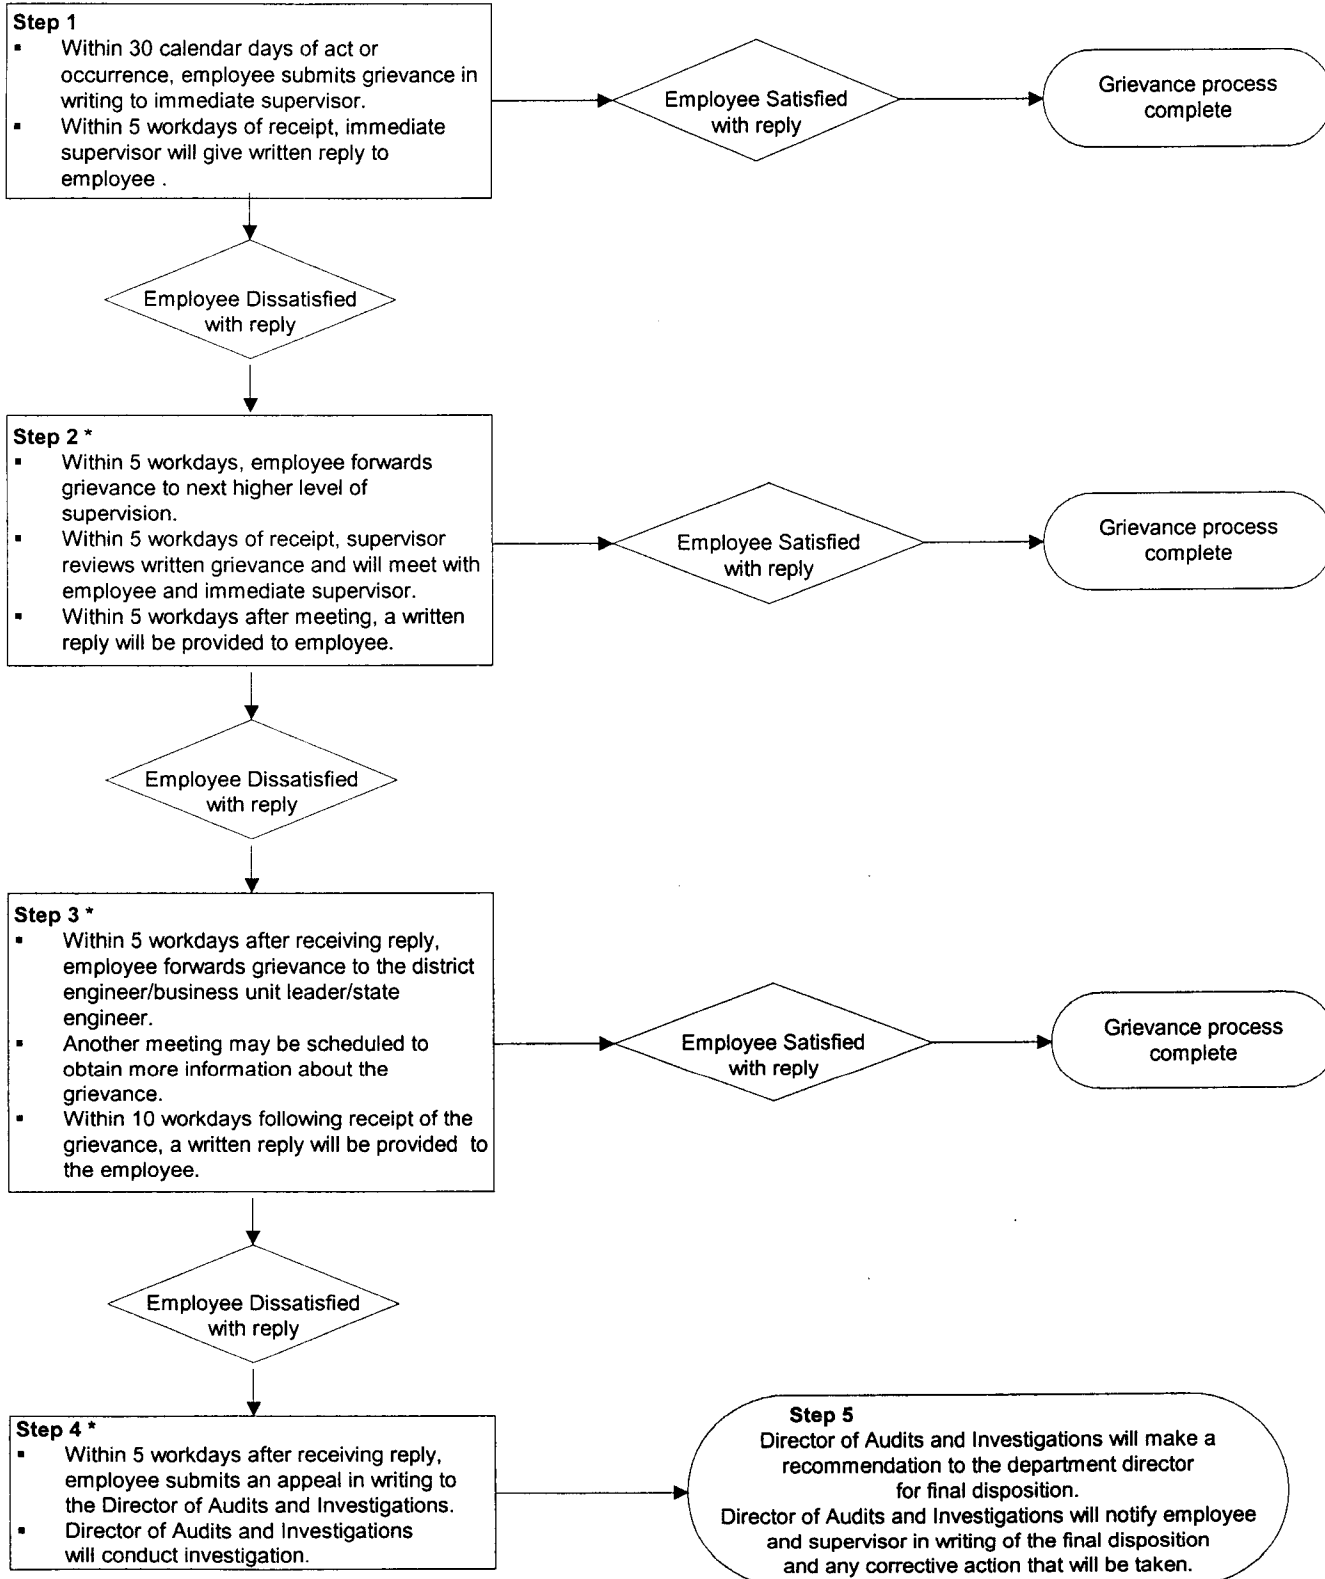 Step 1
▪ Within 30 calendar days of act or
occurrence, employee submits grievance in
writing to immediate supervisor.
▪ Within 5 workdays of receipt, immediate
supervisor will give written reply to
employee .
Employee Satisfied
with reply
Grievance process
complete
Employee Dissatisfied
with reply
Step 2 *
▪ Within 5 workdays, employee forwards
grievance to next higher level of
supervision.
▪ Within 5 workdays of receipt, supervisor
reviews written grievance and will meet with
employee and immediate supervisor.
▪ Within 5 workdays after meeting, a written
reply will be provided to employee.
Employee Satisfied
with reply
Grievance process
complete
Employee Dissatisfied
with reply
Step 3 *
▪ Within 5 workdays after receiving reply,
employee forwards grievance to the district
engineer/business unit leader/state
engineer.
▪ Another meeting may be scheduled to
obtain more information about the
grievance.
▪ Within 10 workdays following receipt of the
grievance, a written reply will be provided to
the employee.
Employee Satisfied
with reply
Grievance process
complete
Employee Dissatisfied
with reply
Step 4 *
▪ Within 5 workdays after receiving reply,
employee submits an appeal in writing to
the Director of Audits and Investigations.
▪ Director of Audits and Investigations
will conduct investigation.
Step 5
Director of Audits and Investigations will make a
recommendation to the department director
for final disposition.
Director of Audits and Investigations will notify employee
and supervisor in writing of the final disposition
and any corrective action that will be taken.